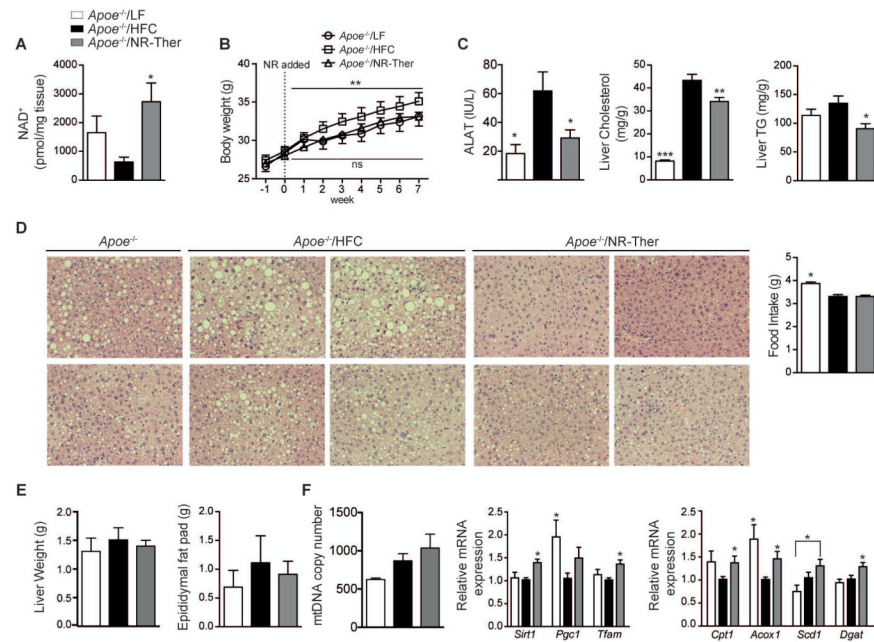 Apoe-/-/LF
Apoe-/-/HFC
Apoe-/-/NR-Ther
A
NAD+
(pmol/mg tissue)
4000
3000
2000
1000
0
*
B
NR added
Apoe-/-/LF
Apoe-/-/HFC
Apoe-/-/NR-Ther
**
Body weight (g)
35
30
25
ns
-1 0 1 2 3 4 5 6 7
week
C
ALAT (IU/L)
80
60
40
20
0
* *
Liver Cholesterol
(mg/g)
60
40
20
0
*** **
Liver TG (mg/g)
200
150
100
50
0
*
D
Apoe-/- Apoe-/-/HFC Apoe-/-/NR-Ther
Food Intake (g)
5
4
3
2
1
0
*
E
Liver Weight (g)
2.0
1.5
1.0
0.5
0.0
Epididymal fat pad (g)
2.0
1.5
1.0
0.5
0.0
F
mtDNA copy number
1500
1000
500
0
Relative mRNA
expression
2.5
2.0
1.5
1.0
0.5
0.0
* * *
Sirt1 Pgc1 Tfam
Relative mRNA
expression
2.5
2.0
1.5
1.0
0.5
0.0
* * * * *
Cpt1 Acox1 Scd1 Dgat